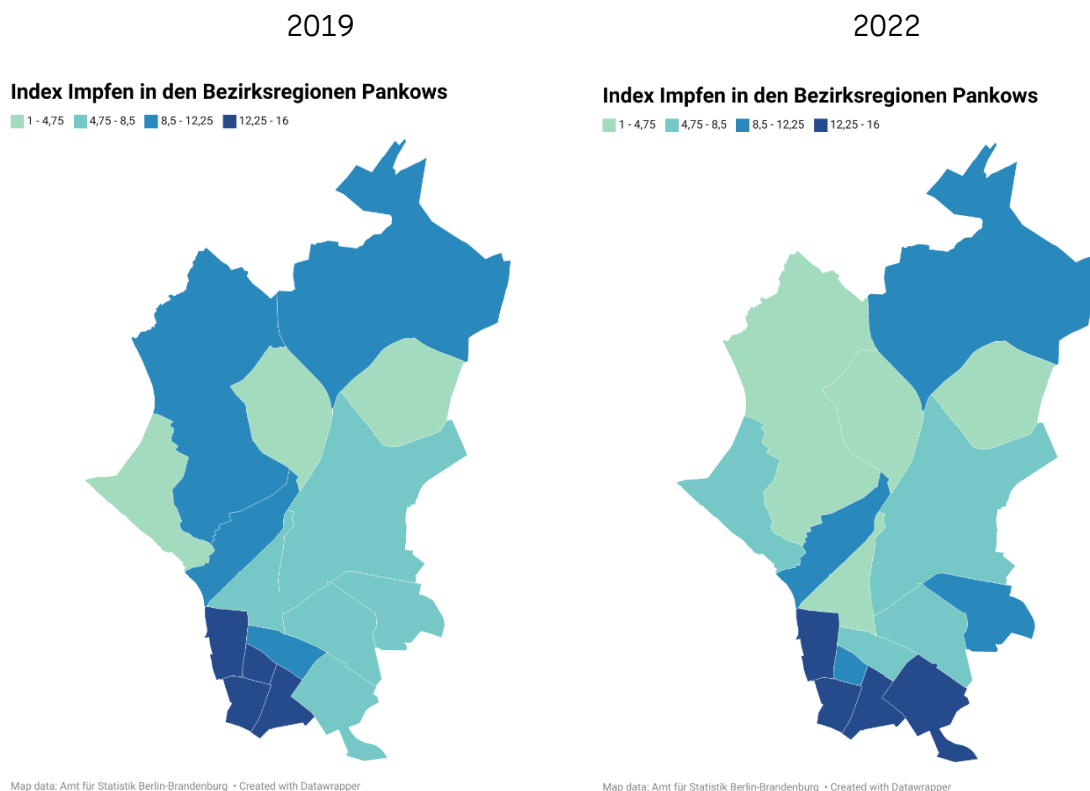 2019
2022
Index Impfen in den Bezirksregionen Pankows
1 - 4,75 4,75 - 8,5 8,5 - 12,25 12,25 - 16
Map data: Amt für Statistik Berlin-Brandenburg • Created with Datawrapper
Index Impfen in den Bezirksregionen Pankows
1 - 4,75 4,75 - 8,5 8,5 - 12,25 12,25 - 16
Map data: Amt für Statistik Berlin-Brandenburg • Created with Datawrapper